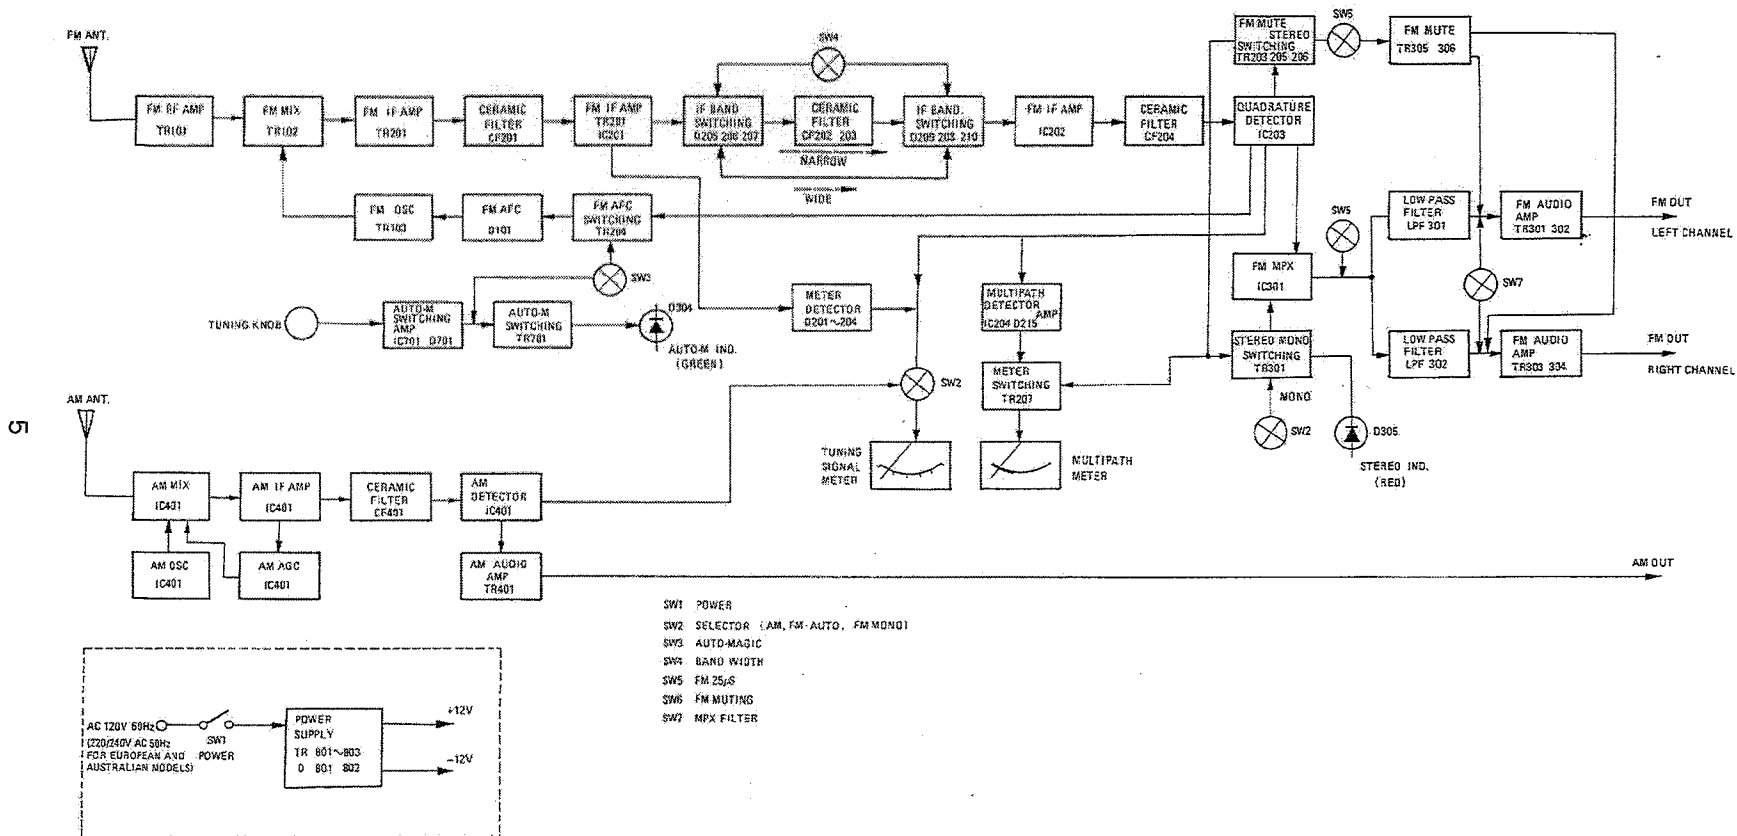 FM ANT.
FM RF AMP
TR101
FM MIX
TR102
FM IF AMP
TR201
CERAMIC
FILTER
CF201
FM IF AMP
TR201
IC201
SW4
IF BAND
SWITCHING
D205 206 207
CERAMIC
FILTER
CF202 203
NARROW
WIDE
IF BAND.
SWITCHING
D209 208 210
FM IF AMP
IC202
CERAMIC
FILTER
CF204
QUADRATURE
DETECTOR
IC203
FM MUTE
STEREO
SWITCHING
TR203 205 206
SW5
FM MUTE
TR305 306
FM OSC
TR103
FM AFC
D101
FM AFC
SWITCHING
TR204
SW3
TUNING KNOB
AUTO-M
SWITCHING
AMP
IC701 D701
AUTO-M
SWITCHING
TR701
D304
AUTO-M IND.
(GREEN)
METER
DETECTOR
D201~204
MULTIPATH
DETECTOR
AMP
IC204 D215
METER
SWITCHING
TR207
SW2
TUNING
SIGNAL
METER
MULTIPATH
METER
FM MPX
IC301
STEREO MONO
SWITCHING
TR301
MONO
SW2
D305
STEREO IND.
(RED)
SW5
LOW PASS
FILTER
LPF 301
FM AUDIO
AMP
TR301 302
FM OUT
LEFT CHANNEL
SW7
LOW PASS
FILTER
LPF 302
FM AUDIO
AMP
TR303 304
FM OUT
RIGHT CHANNEL
5
AM ANT.
AM MIX
IC401
AM IF AMP
IC401
CERAMIC
FILTER
CF401
AM
DETECTOR
IC401
AM OSC
IC401
AM AGC
IC401
AM AUDIO
AMP
TR401
AM OUT
SW1 POWER
SW2 SELECTOR (AM, FM-AUTO, FM MONO)
SW3 AUTO-MAGIC
SW4 BAND WIDTH
SW5 FM 25µS
SW6 FM MUTING
SW7 MPX FILTER
AC 120V 60Hz
(220/240V AC 50Hz
FOR EUROPEAN AND
AUSTRALIAN MODELS)
SW1
POWER
POWER
SUPPLY
TR 801~803
D 801 802
+12V
-12V